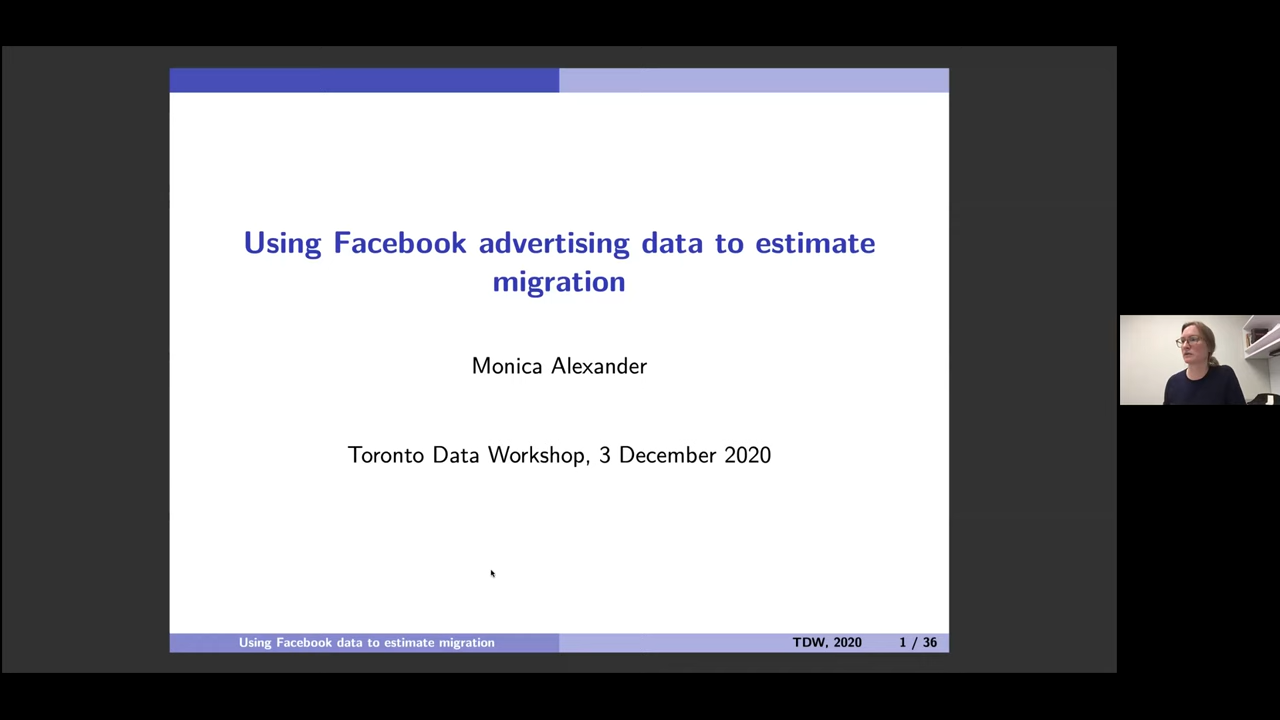 Using Facebook advertising data to estimate
migration
Monica Alexander
Toronto Data Workshop, 3 December 2020
Using Facebook data to estimate migration
TDW, 2020
1 / 36